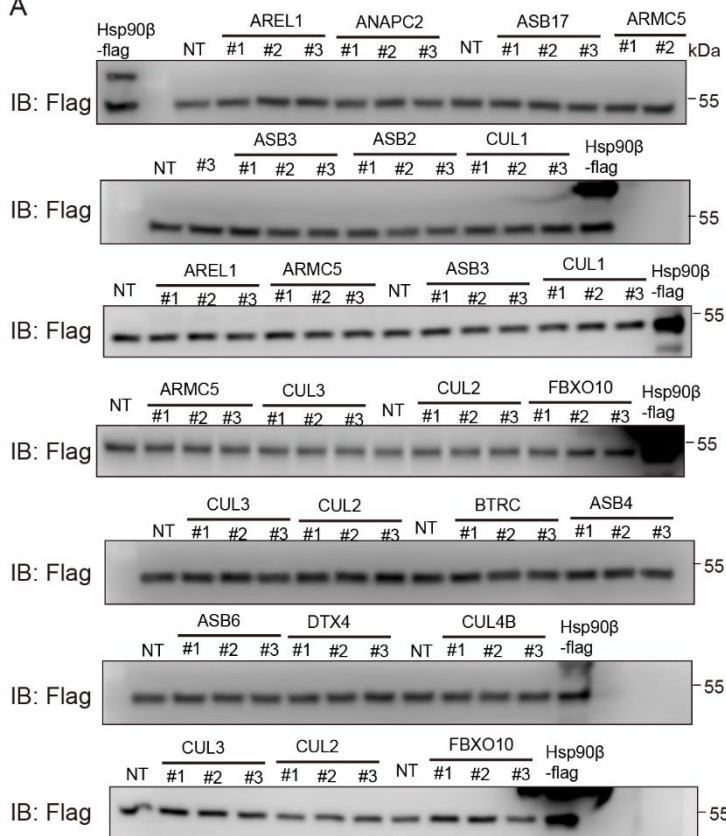 A
AREL1 ANAPC2 ASB17 ARMC5
Hsp90β
-flag NT #1 #2 #3 #1 #2 #3 NT #1 #2 #3 #1 #2 kDa
IB: Flag 55
ASB3 ASB2 CUL1 Hsp90β
NT #3 #1 #2 #3 #1 #2 #3 #1 #2 #3 -flag
IB: Flag 55
AREL1 ARMC5 ASB3 CUL1 Hsp90β
NT #1 #2 #3 #1 #2 #3 NT #1 #2 #3 #1 #2 #3 -flag
IB: Flag 55
ARMC5 CUL3 CUL2 FBXO10 Hsp90β
NT #1 #2 #3 #1 #2 #3 NT #1 #2 #3 #1 #2 #3 -flag
IB: Flag 55
CUL3 CUL2 BTRC ASB4
NT #1 #2 #3 #1 #2 #3 NT #1 #2 #3 #1 #2 #3
IB: Flag 55
ASB6 DTX4 CUL4B Hsp90β
NT #1 #2 #3 #1 #2 #3 NT #1 #2 #3 -flag
IB: Flag 55
CUL3 CUL2 FBXO10 Hsp90β
NT #1 #2 #3 #1 #2 #3 NT #1 #2 #3 -flag
IB: Flag 55